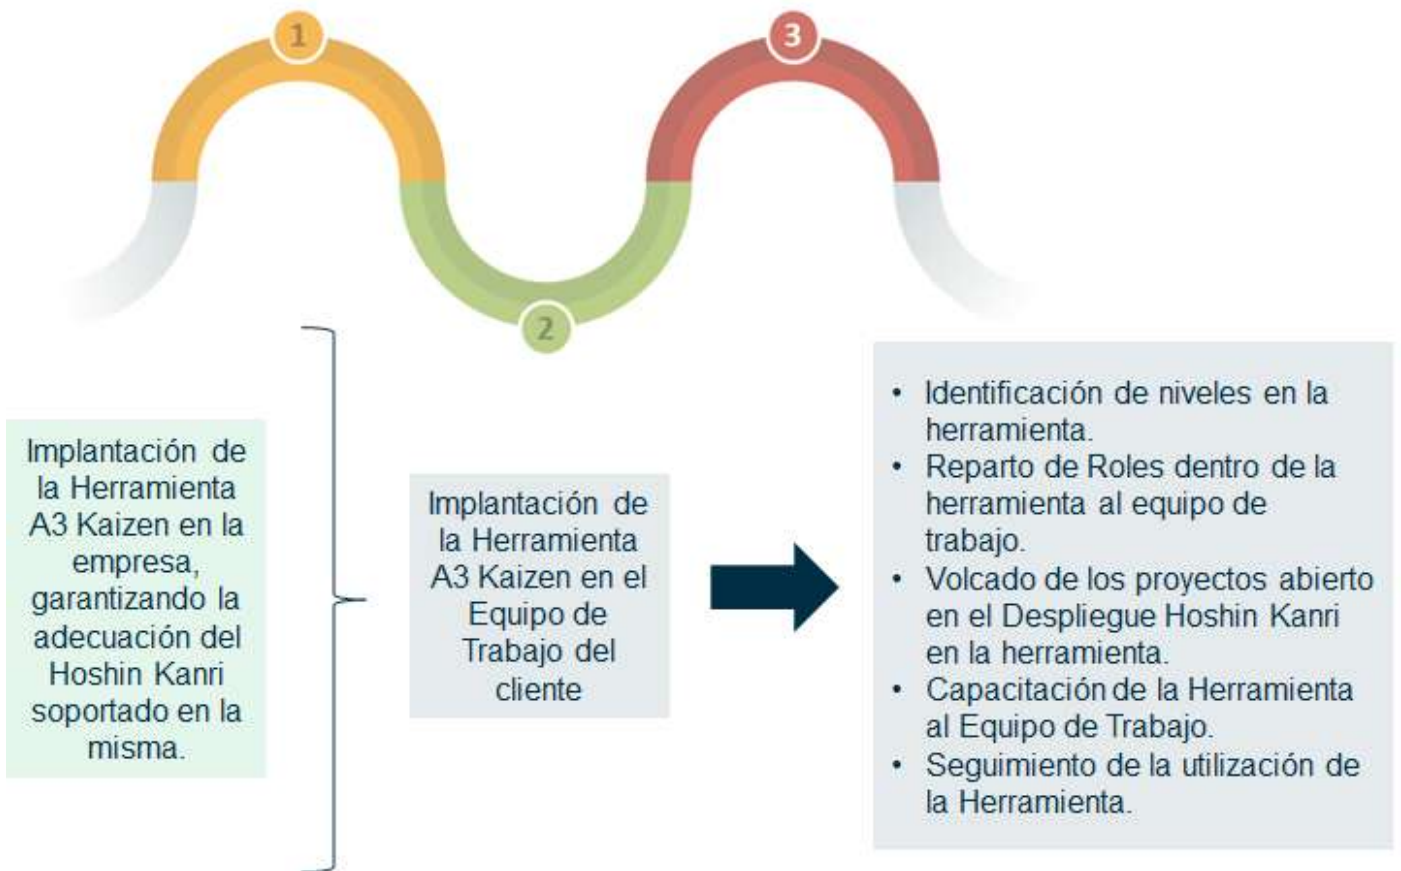 1
3
2
Implantación de
la Herramienta
A3 Kaizen en la
empresa,
garantizando la
adecuación del
Hoshin Kanri
soportado en la
misma.
Implantación de
la Herramienta
A3 Kaizen en el
Equipo de
Trabajo del
cliente
• Identificación de niveles en la
herramienta.
• Reparto de Roles dentro de la
herramienta al equipo de
trabajo.
• Volcado de los proyectos abierto
en el Despliegue Hoshin Kanri
en la herramienta.
• Capacitación de la Herramienta
al Equipo de Trabajo.
• Seguimiento de la utilización de
la Herramienta.